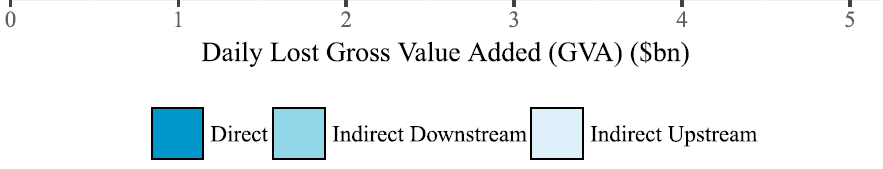 0 1 2 3 4 5
Daily Lost Gross Value Added (GVA) ($bn)
Direct Indirect Downstream Indirect Upstream